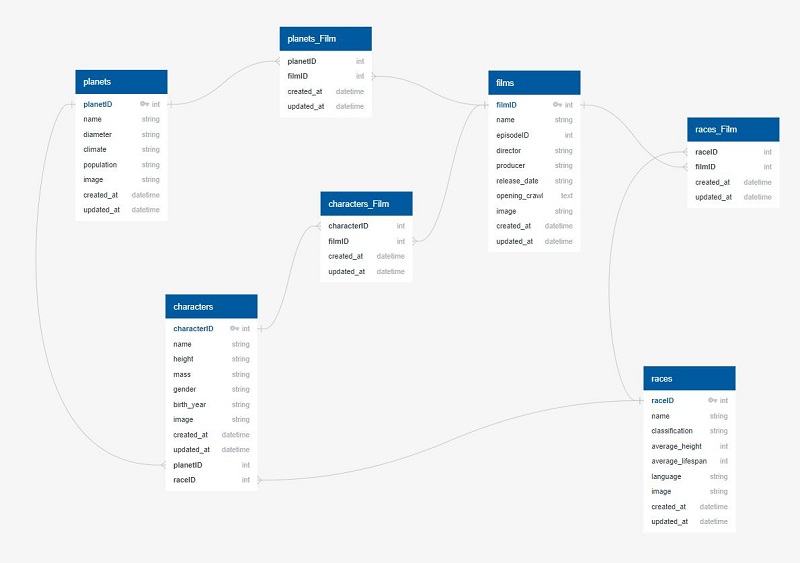 planets_Film
planetID int
filmID int
created_at datetime
updated_at datetime
planets
planetID int
name string
diameter string
climate string
population string
image string
created_at datetime
updated_at datetime
films
filmID int
name string
episodeID int
director string
producer string
release_date string
opening_crawl text
image string
created_at datetime
updated_at datetime
races_Film
raceID int
filmID int
created_at datetime
updated_at datetime
characters_Film
characterID int
filmID int
created_at datetime
updated_at datetime
characters
characterID int
name string
height string
mass string
gender string
birth_year string
image string
created_at datetime
updated_at datetime
planetID int
raceID int
races
raceID int
name string
classification string
average_height int
average_lifespan int
language string
image string
created_at datetime
updated_at datetime